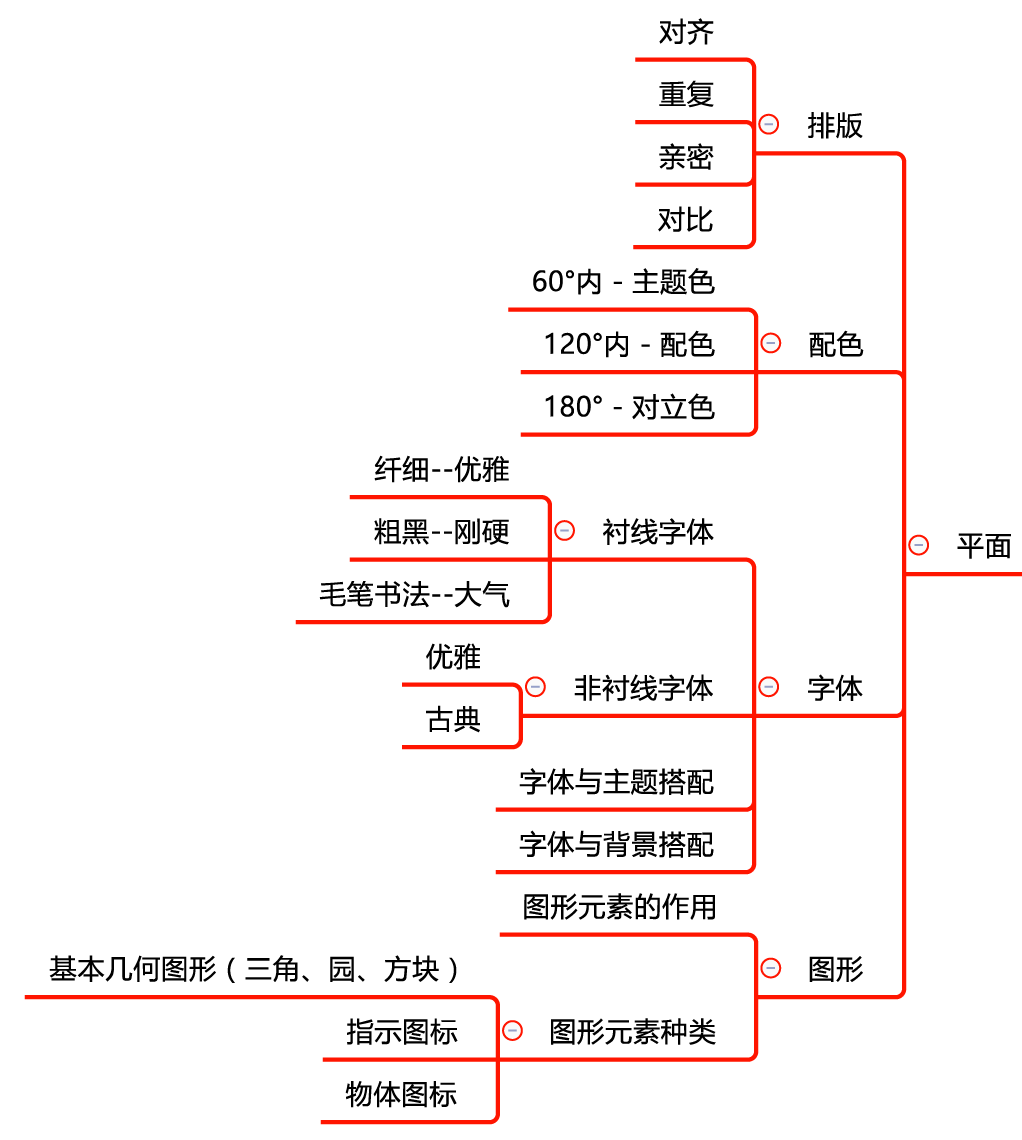 对齐
重复
排版
亲密
对比
60°内 - 主题色
120°内 - 配色
配色
180° - 对立色
纤细--优雅
粗黑--刚硬
衬线字体
平面
毛笔书法--大气
优雅
非衬线字体
字体
古典
字体与主题搭配
字体与背景搭配
图形元素的作用
基本几何图形（三角、园、方块）
图形
指示图标
图形元素种类
物体图标